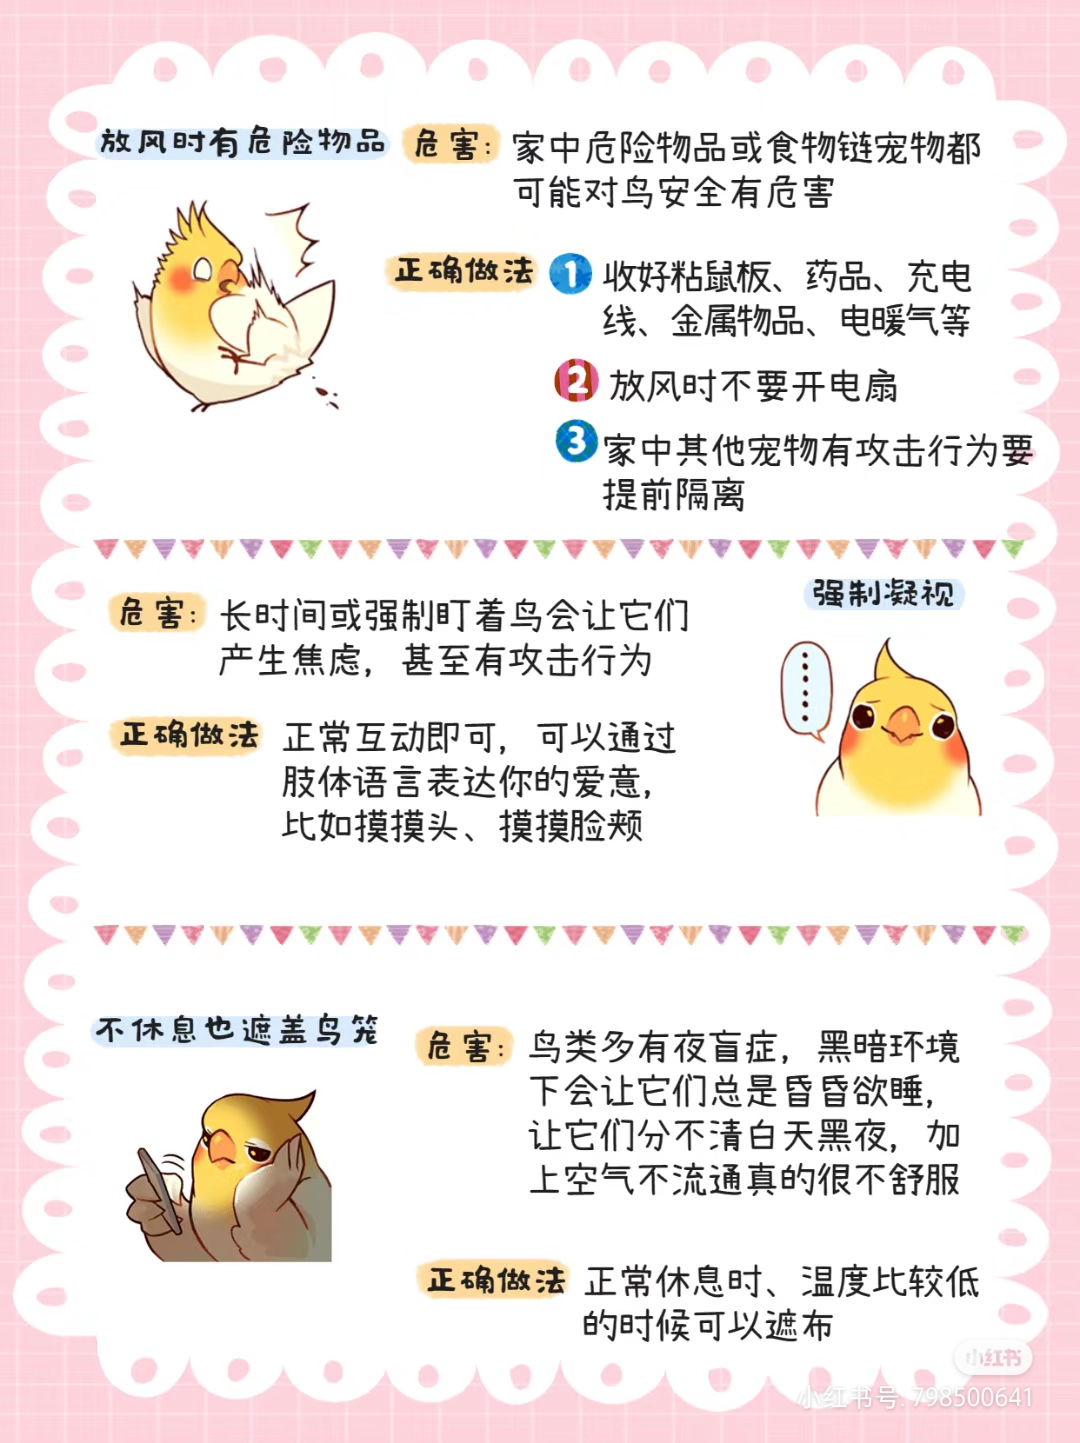 放风时有危险物品
危害：
家中危险物品或食物链宠物都
可能对鸟安全有危害
正确做法
1
收好粘鼠板、药品、充电
线、金属物品、电暖气等
2
放风时不要开电扇
3
家中其他宠物有攻击行为要
提前隔离
强制凝视
危害：
长时间或强制盯着鸟会让它们
产生焦虑，甚至有攻击行为
正确做法
正常互动即可，可以通过
肢体语言表达你的爱意，
比如摸摸头、摸摸脸颊
不休息也遮盖鸟笼
危害：
鸟类多有夜盲症，黑暗环境
下会让它们总是昏昏欲睡，
让它们分不清白天黑夜，加
上空气不流通真的很不舒服
正确做法
正常休息时、温度比较低
的时候可以遮布
小红书
小红书号：798500641